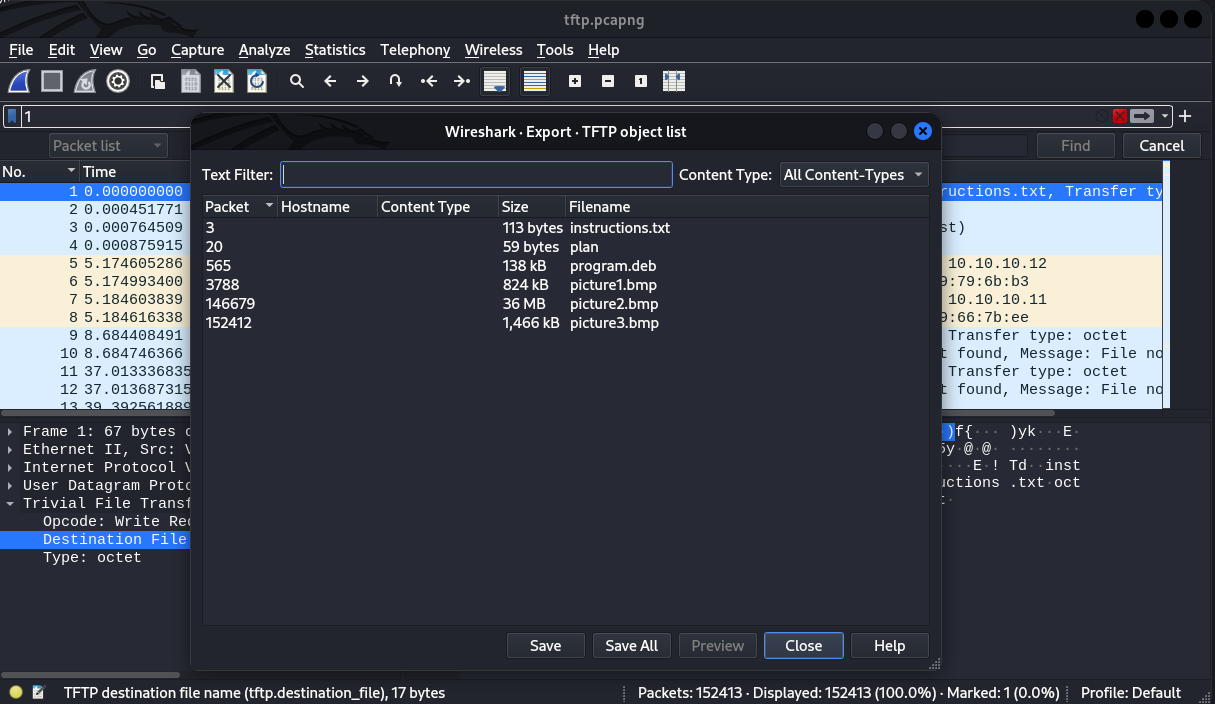 tftp.pcapng
File Edit View Go Capture Analyze Statistics Telephony Wireless Tools Help
1
Packet list
Find
Cancel
No. Time
1 0.000000000
2 0.000451771
3 0.000764509
4 0.000875915
5 5.174605286
6 5.174993400
7 5.184603839
8 5.184616338
9 8.684408491
10 8.684746366
11 37.013336835
12 37.013687315
13 39.392561889
Wireshark · Export · TFTP object list
Text Filter:
Content Type: All Content-Types
Packet Hostname Content Type Size Filename
3 113 bytes instructions.txt
20 59 bytes plan
565 138 kB program.deb
3788 824 kB picture1.bmp
146679 36 MB picture2.bmp
152412 1,466 kB picture3.bmp
Save Save All Preview Close Help
ructions.txt, Transfer ty
st)
10.10.10.12
9:79:6b:b3
10.10.10.11
9:66:7b:ee
Transfer type: octet
t found, Message: File no
Transfer type: octet
t found, Message: File no
Frame 1: 67 bytes
Ethernet II, Src:
Internet Protocol
User Datagram Proto
Trivial File Transf
Opcode: Write Rec
Destination File
Type: octet
)f{··· )yk···E·
5y·@·@· ········
····E·! Td··inst
uctions .txt·oct
t·
TFTP destination file name (tftp.destination_file), 17 bytes
Packets: 152413 · Displayed: 152413 (100.0%) · Marked: 1 (0.0%)
Profile: Default